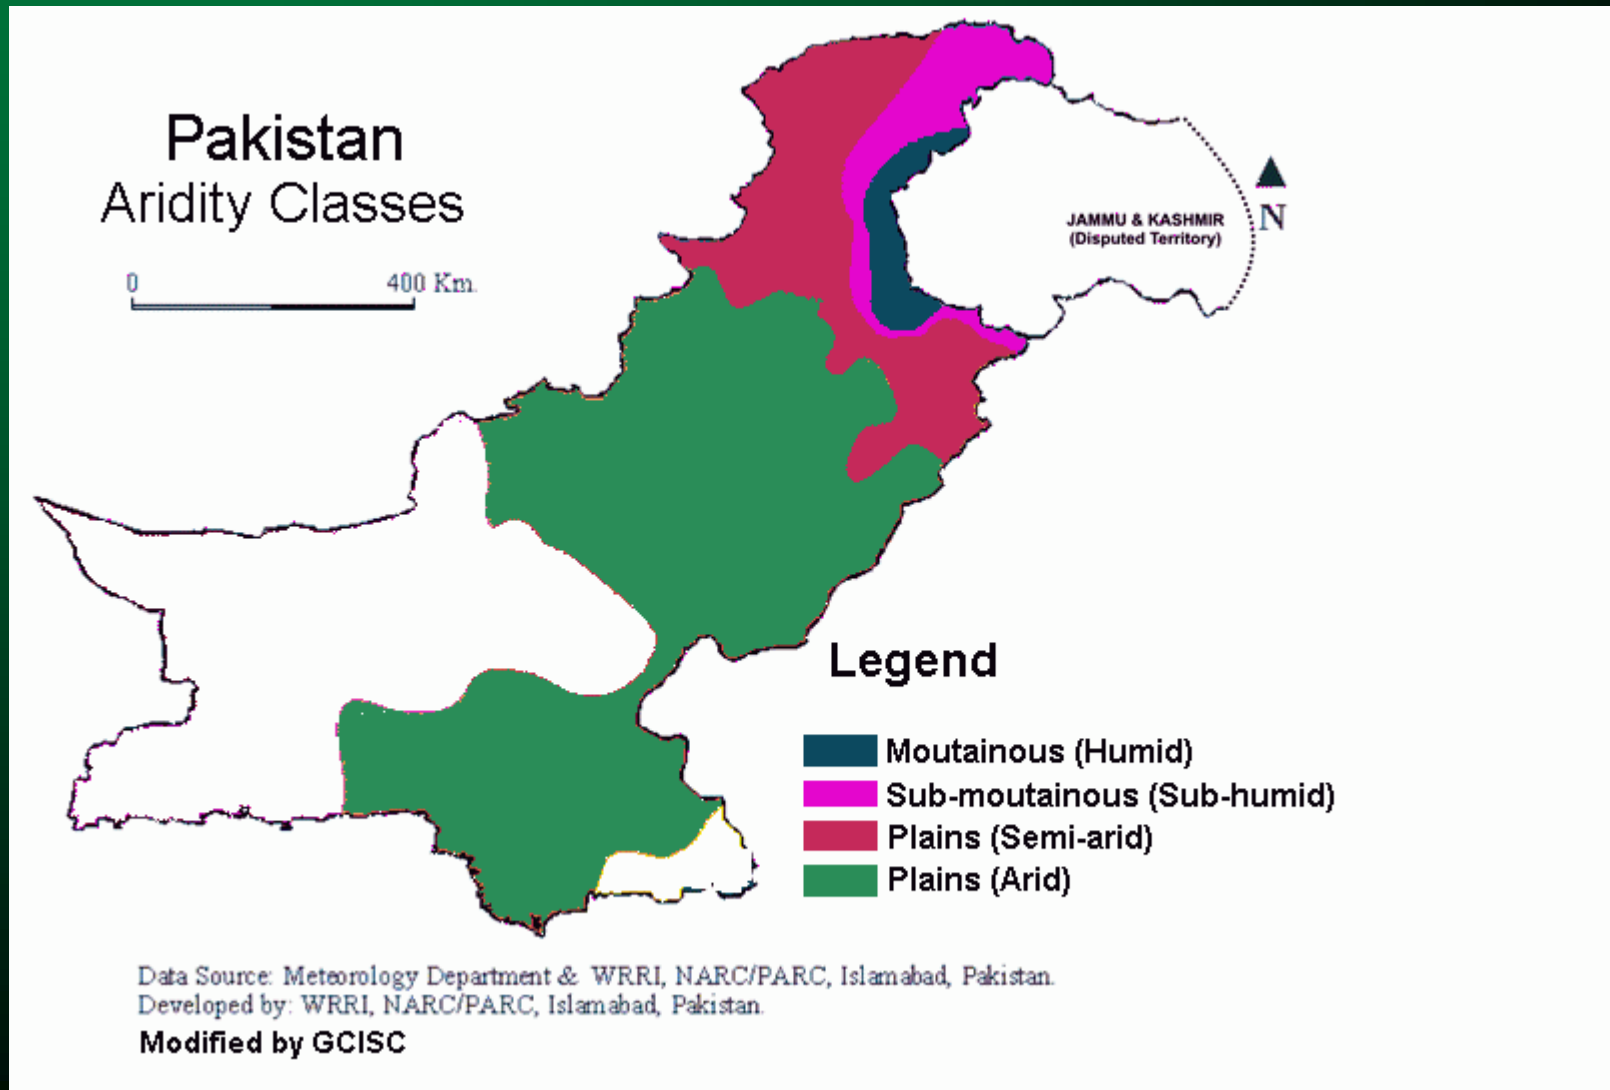 Pakistan
Aridity Classes
0 400 Km.
JAMMU & KASHMIR
(Disputed Territory)
N
Legend
Moutainous (Humid)
Sub-moutainous (Sub-humid)
Plains (Semi-arid)
Plains (Arid)
Data Source: Meteorology Department & WRRI, NARC/PARC, Islamabad, Pakistan.
Developed by: WRRI, NARC/PARC, Islamabad, Pakistan.
Modified by GCISC